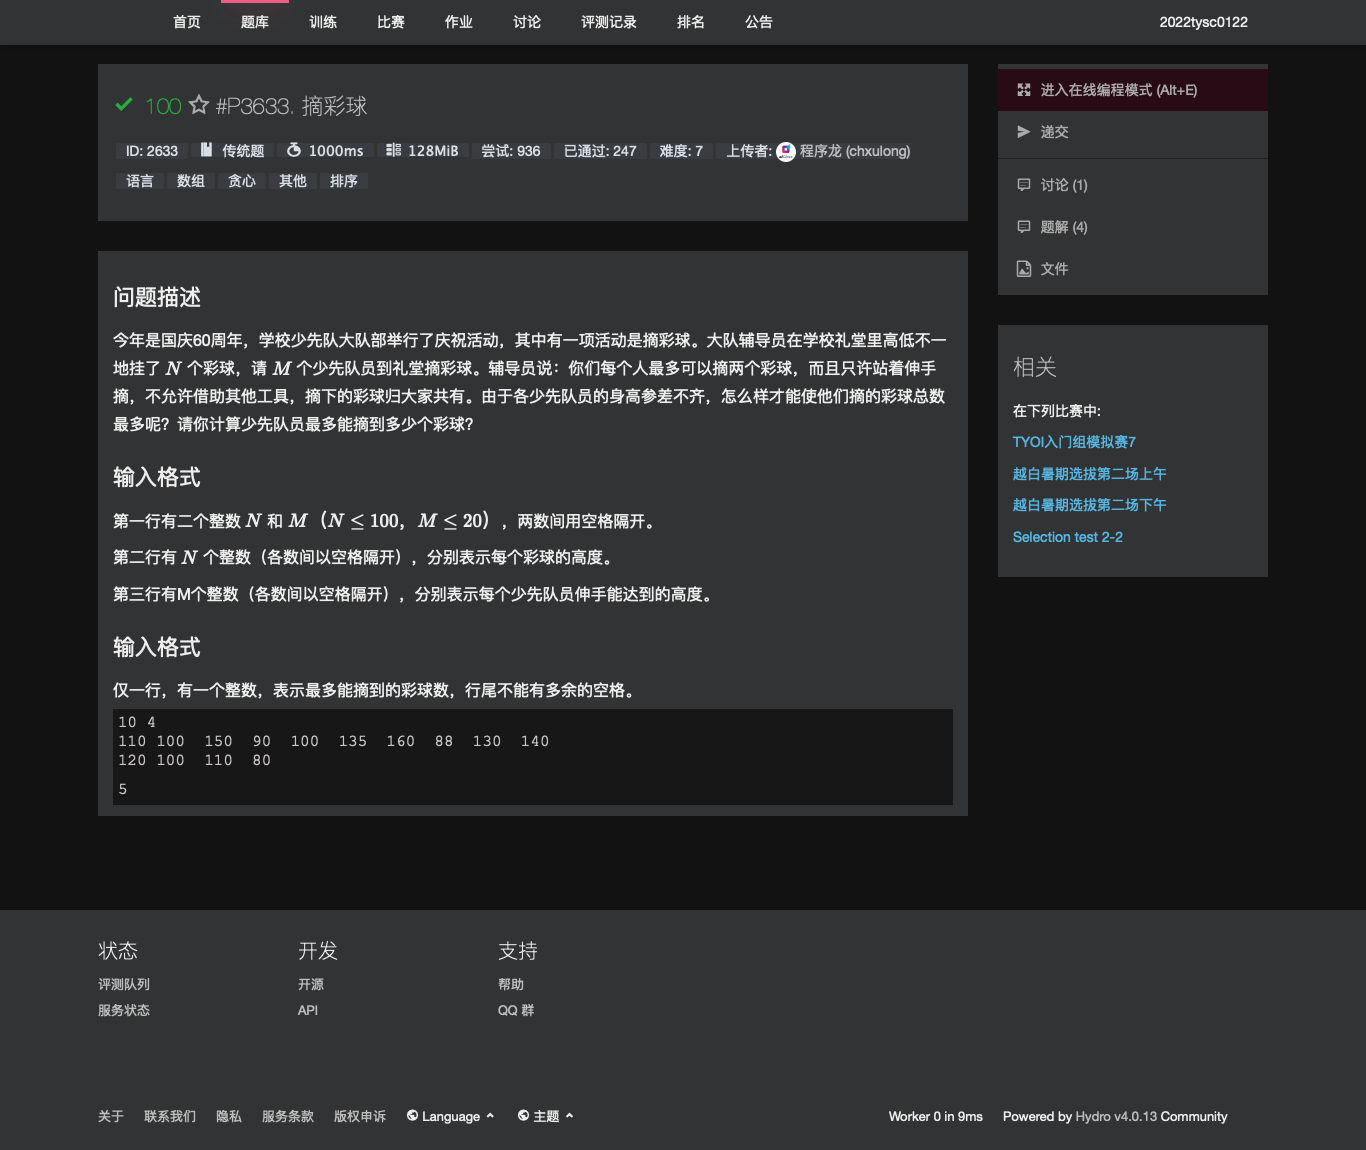 首页 题库 训练 比赛 作业 讨论 评测记录 排名 公告 2022tysc0122
100 #P3633. 摘彩球
ID: 2633 传统题 1000ms 128MiB 尝试: 936 已通过: 247 难度: 7 上传者: 程序龙 (chxulong)
语言 数组 贪心 其他 排序
问题描述
今年是国庆60周年，学校少先队大队部举行了庆祝活动，其中有一项活动是摘彩球。大队辅导员在学校礼堂里高低不一
地挂了 N 个彩球，请 M 个少先队员到礼堂摘彩球。辅导员说：你们每个人最多可以摘两个彩球，而且只许站着伸手
摘，不允许借助其他工具，摘下的彩球归大家共有。由于各少先队员的身高参差不齐，怎么样才能使他们摘的彩球总数
最多呢？请你计算少先队员最多能摘到多少个彩球？
输入格式
第一行有二个整数 N 和 M（N ≤ 100，M ≤ 20），两数间用空格隔开。
第二行有 N 个整数（各数间以空格隔开），分别表示每个彩球的高度。
第三行有M个整数（各数间以空格隔开），分别表示每个少先队员伸手能达到的高度。
输入格式
仅一行，有一个整数，表示最多能摘到的彩球数，行尾不能有多余的空格。
10 4
110 100  150  90  100  135  160  88  130  140
120 100  110  80
5
进入在线编程模式 (Alt+E)
递交
讨论 (1)
题解 (4)
文件
相关
在下列比赛中:
TYOI入门组模拟赛7
越白暑期选拔第二场上午
越白暑期选拔第二场下午
Selection test 2-2
状态
评测队列
服务状态
开发
开源
API
支持
帮助
QQ 群
关于 联系我们 隐私 服务条款 版权申诉 Language 主题 Worker 0 in 9ms Powered by Hydro v4.0.13 Community